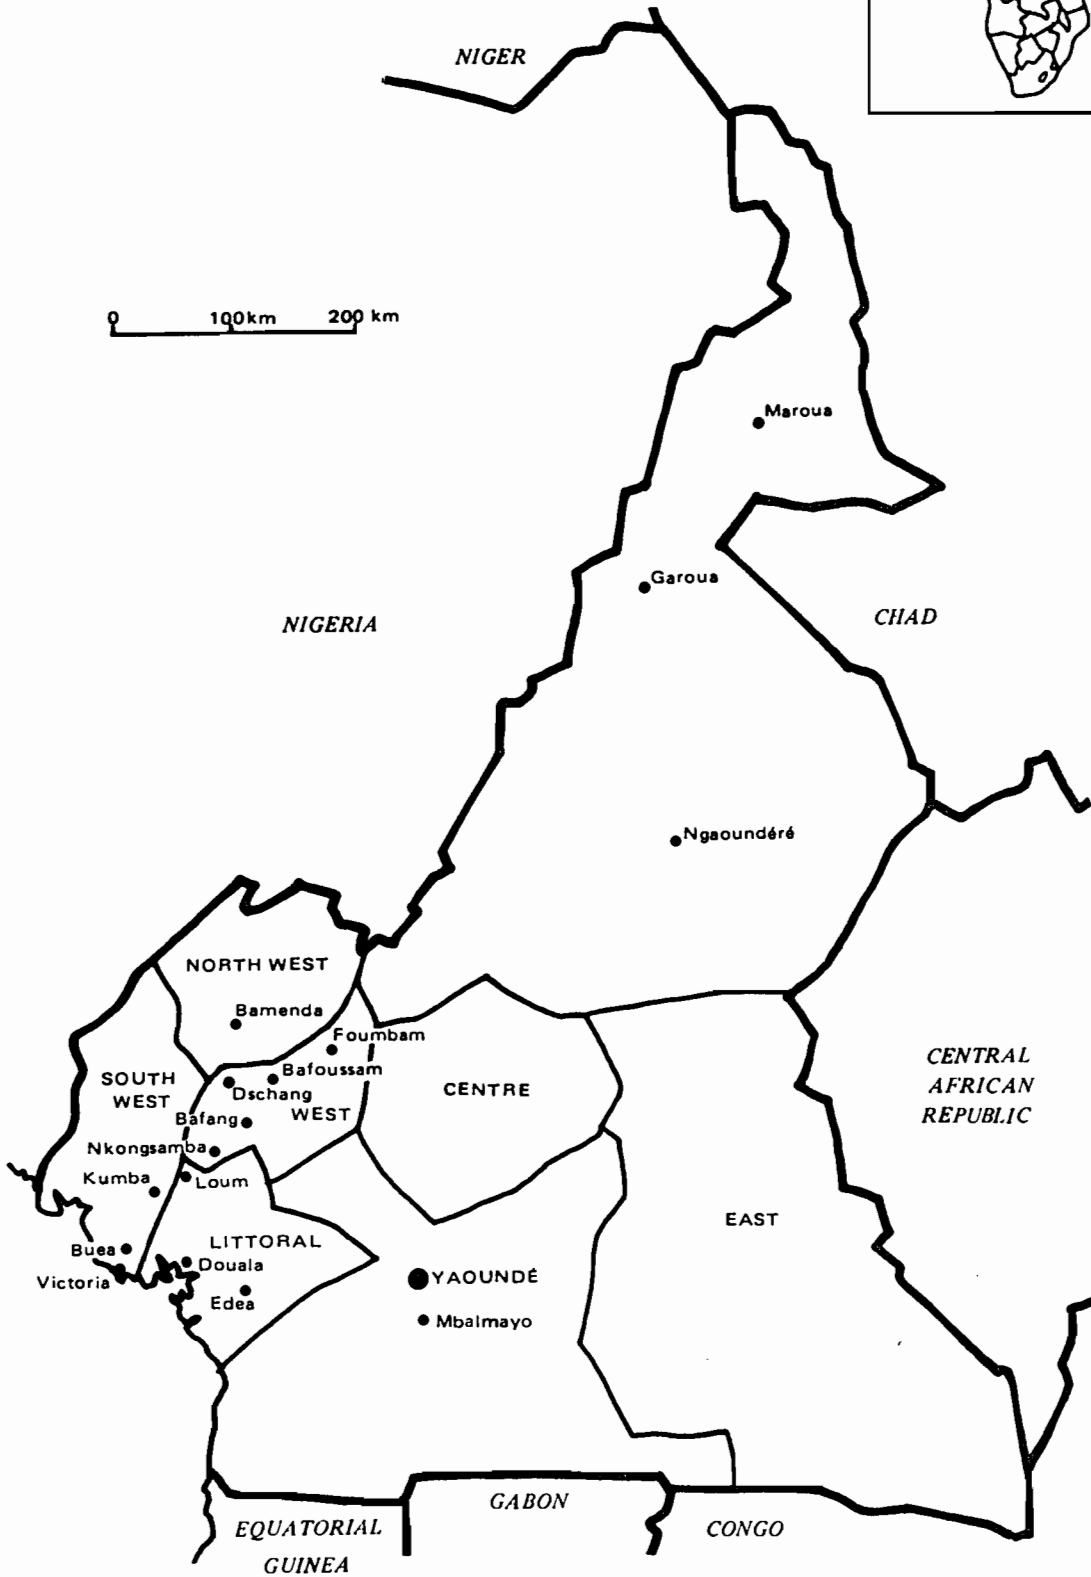 NIGER
0 100km 200 km
Maroua
Garoua
NIGERIA
CHAD
Ngaoundéré
NORTH WEST
Bamenda
Foumbam
Bafoussam
SOUTH
WEST
Dschang
WEST
CENTRE
CENTRAL
AFRICAN
REPUBLIC
Bafang
Nkongsamba
Kumba
Loum
EAST
LITTORAL
Buea
Douala
Victoria
YAOUNDÉ
Edea
Mbalmayo
GABON
EQUATORIAL
GUINEA
CONGO